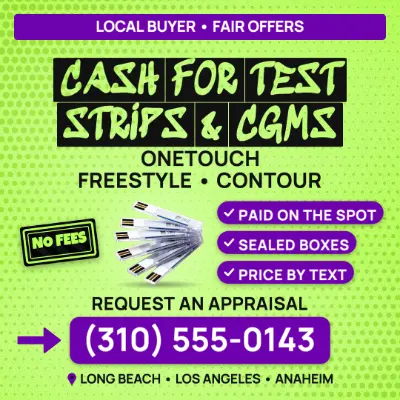 LOCAL BUYER • FAIR OFFERS
CASH FOR TEST
STRIPS & CGMS
ONETOUCH
FREESTYLE • CONTOUR
NO FEES
✓ PAID ON THE SPOT
✓ SEALED BOXES
✓ PRICE BY TEXT
REQUEST AN APPRAISAL
(310) 555-0143
LONG BEACH • LOS ANGELES • ANAHEIM